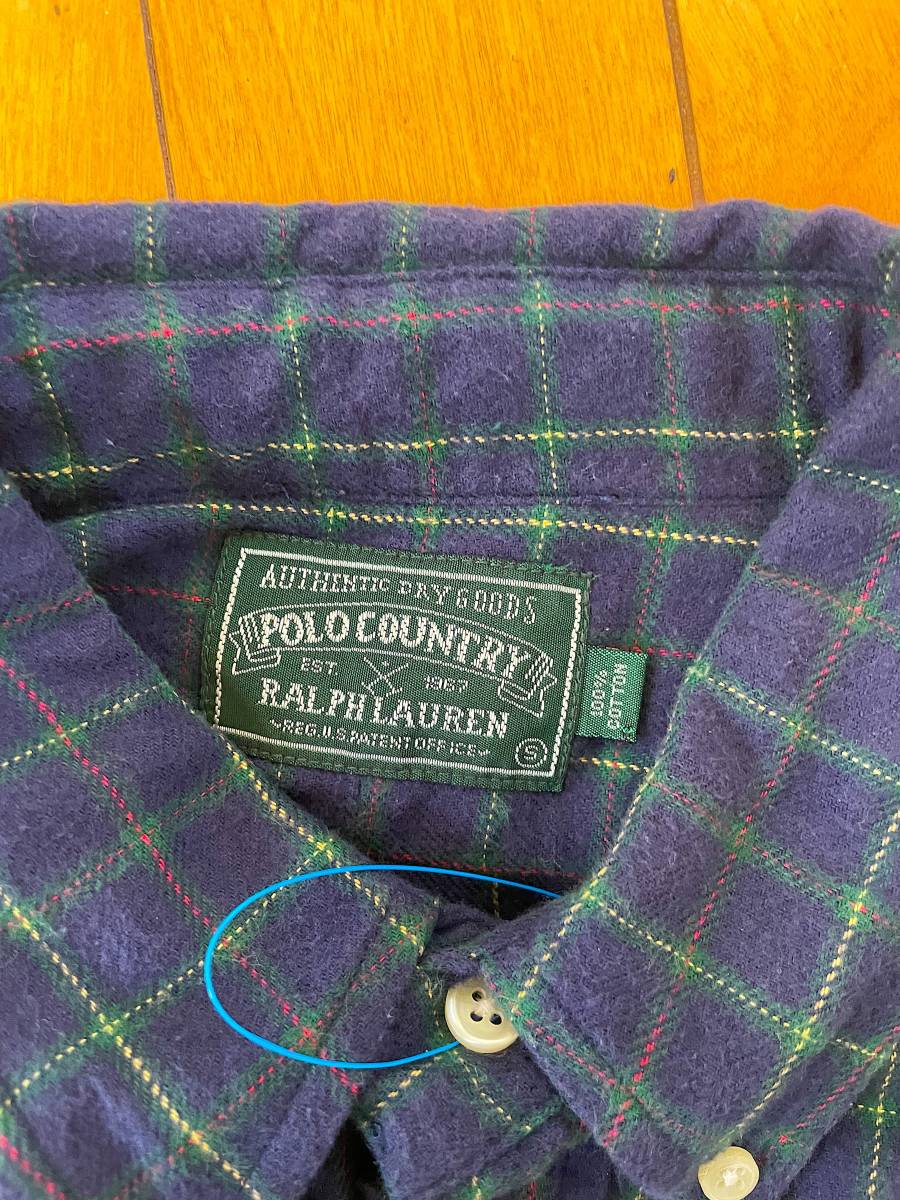 AUTHENTIC DRY GOODS
POLO COUNTRY
EST. 1967
RALPH LAUREN
REG. U.S. PATENT OFFICE
S
100%
COTTON